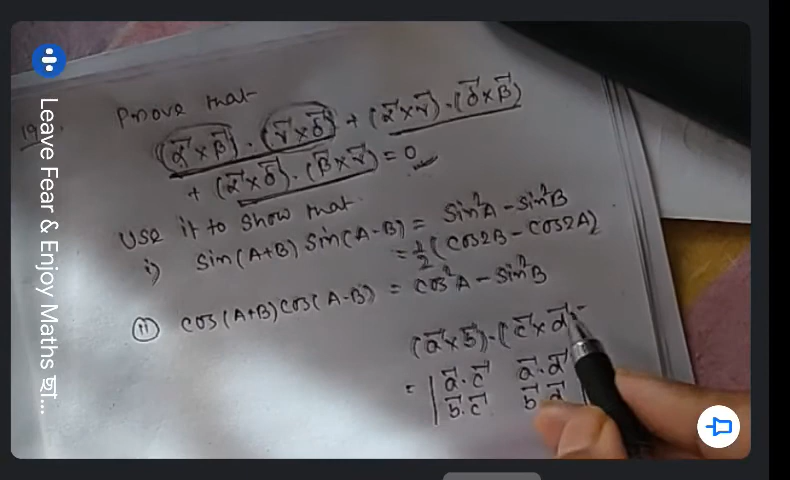 19.
Prove that
(α⃗×β⃗)·(γ⃗×δ⃗) + (α⃗×γ⃗)·(δ⃗×β⃗)
+ (α⃗×δ⃗)·(β⃗×γ⃗) = 0
Use it to show that
i) Sin(A+B) Sin(A-B) = Sin²A - Sin²B
= 1/2 (cos2B - cos2A)
(ii) cos(A+B)cos(A-B) = cos²A - Sin²B
(a⃗×b⃗)·(c⃗×d⃗)
= | a⃗·c⃗ a⃗·d⃗
b⃗·c⃗ b⃗ d⃗ |
Leave Fear & Enjoy Maths ছা...